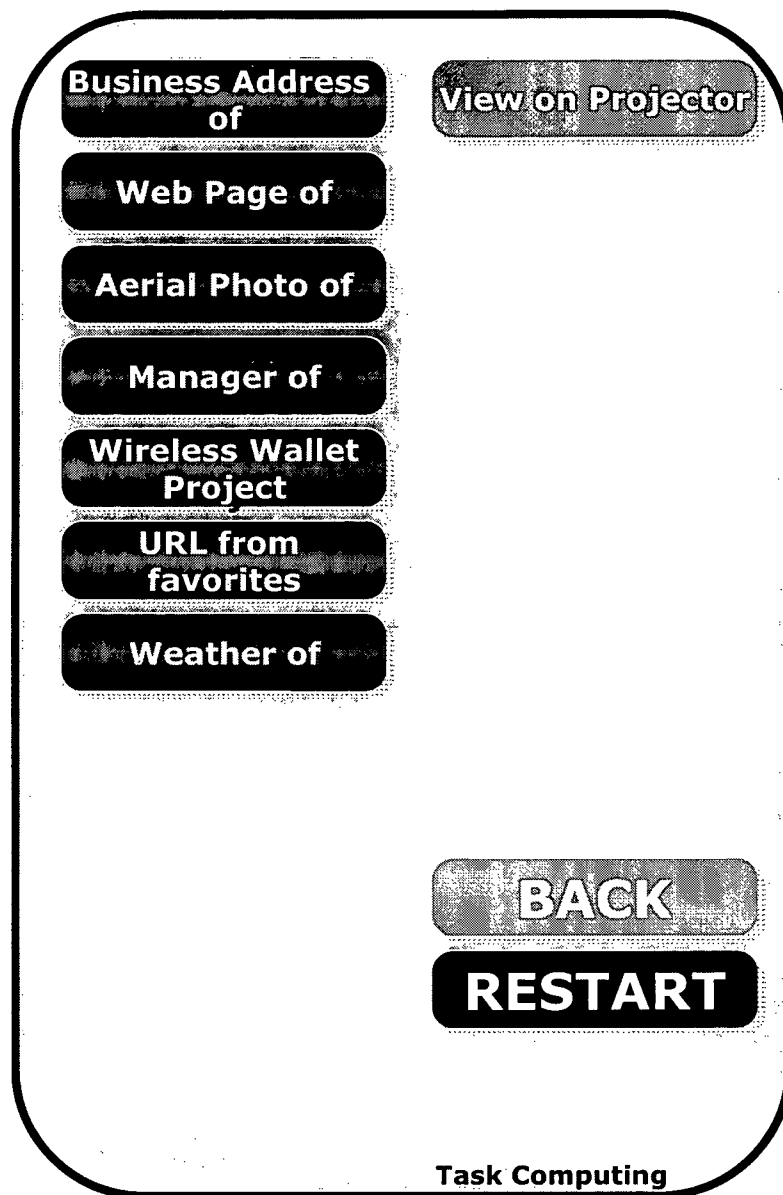 Business Address
of
Web Page of
Aerial Photo of
Manager of
Wireless Wallet
Project
URL from
favorites
Weather of
View on Projector
BACK
RESTART
Task Computing